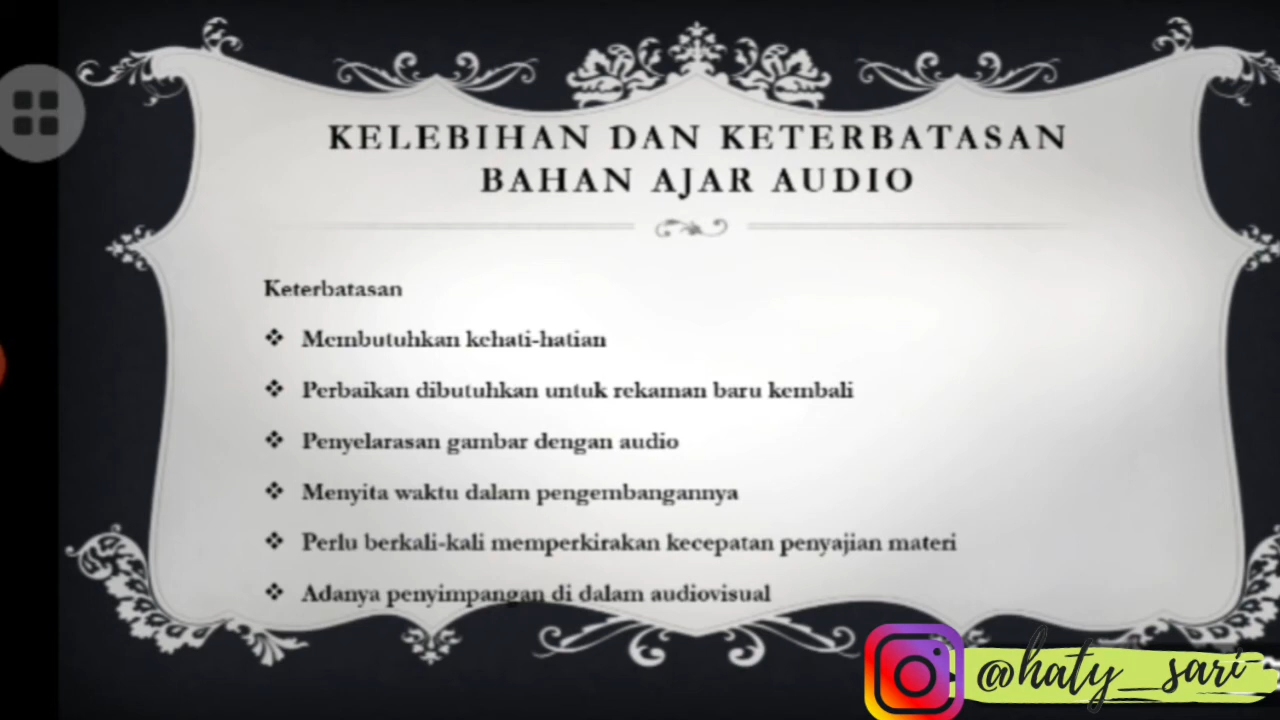 KELEBIHAN DAN KETERBATASAN
BAHAN AJAR AUDIO
Keterbatasan
❖ Membutuhkan kehati-hatian
❖ Perbaikan dibutuhkan untuk rekaman baru kembali
❖ Penyelarasan gambar dengan audio
❖ Menyita waktu dalam pengembangannya
❖ Perlu berkali-kali memperkirakan kecepatan penyajian materi
❖ Adanya penyimpangan di dalam audiovisual
@haty_sari